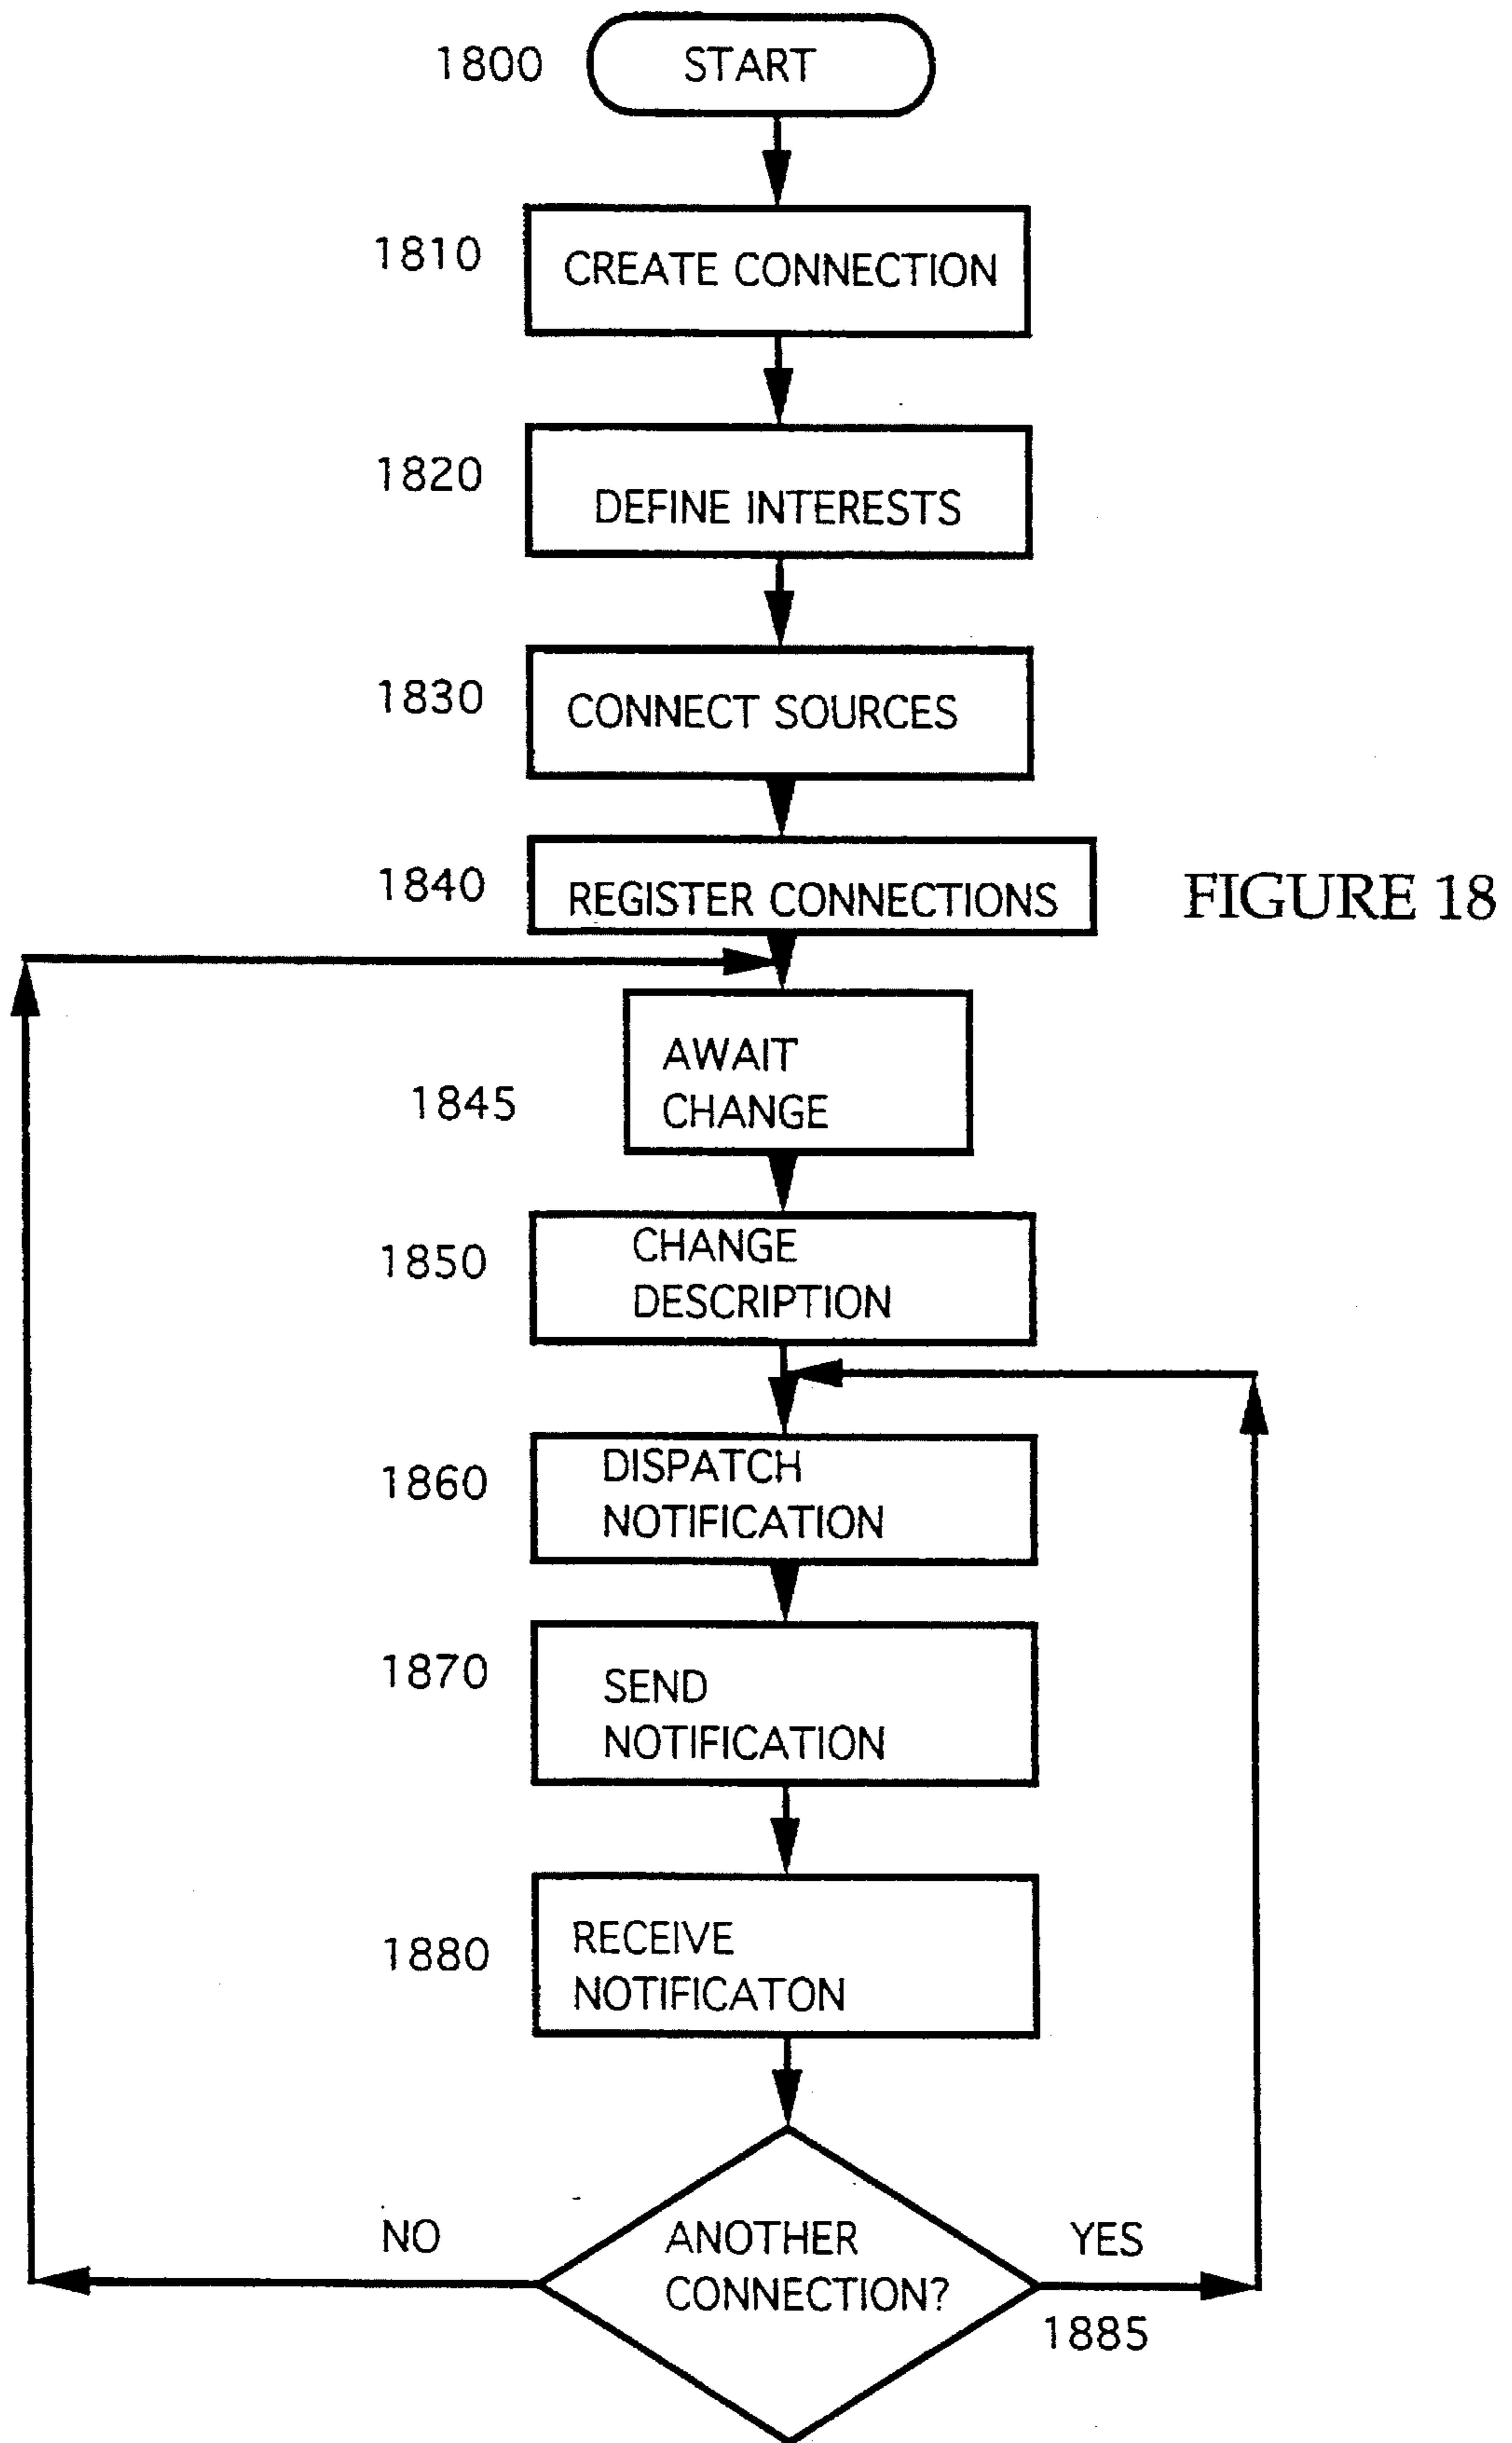 1800 START
1810 CREATE CONNECTION
1820 DEFINE INTERESTS
1830 CONNECT SOURCES
1840 REGISTER CONNECTIONS
FIGURE 18
1845 AWAIT
CHANGE
1850 CHANGE
DESCRIPTION
1860 DISPATCH
NOTIFICATION
1870 SEND
NOTIFICATION
1880 RECEIVE
NOTIFICATON
NO
ANOTHER
CONNECTION?
YES
1885